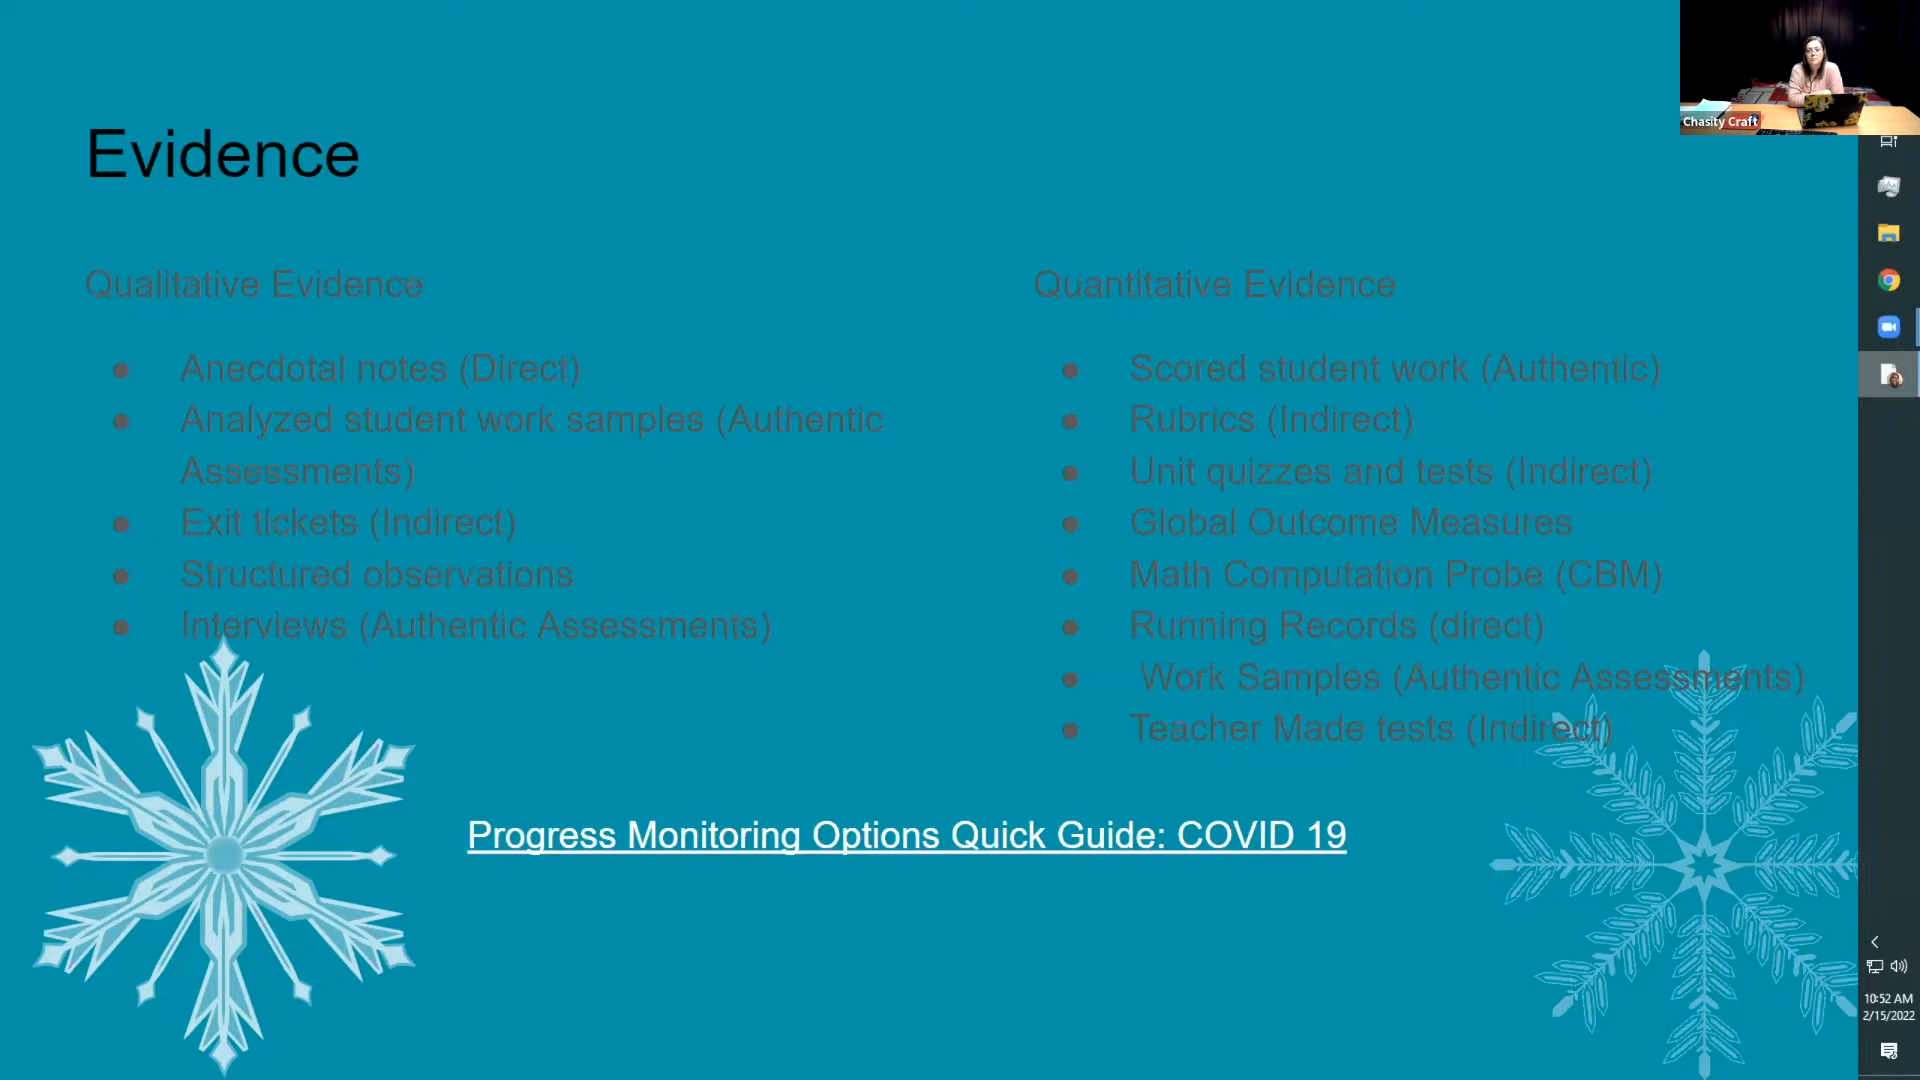 Chasity Craft
Evidence
Qualitative Evidence
Anecdotal notes (Direct)
Analyzed student work samples (Authentic
Assessments)
Exit tickets (Indirect)
Structured observations
Interviews (Authentic Assessments)
Quantitative Evidence
Scored student work (Authentic)
Rubrics (Indirect)
Unit quizzes and tests (Indirect)
Global Outcome Measures
Math Computation Probe (CBM)
Running Records (direct)
Work Samples (Authentic Assessments)
Teacher Made tests (Indirect)
Progress Monitoring Options Quick Guide: COVID 19
10:52 AM
2/15/2022